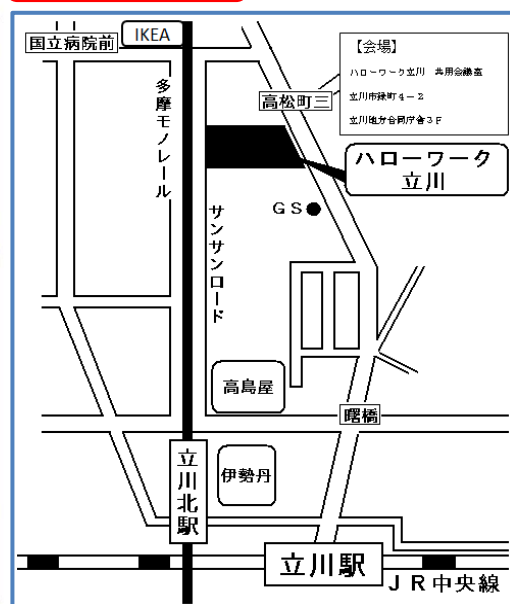 国立病院前
IKEA
【会場】
ハローワーク立川 共用会議室
立川市緑町4-2
立川地方合同庁舎3F
高松町三
多摩モノレール
ハローワーク
立川
GS
サンサンロード
高島屋
曙橋
立川北駅
伊勢丹
立川駅
JR中央線